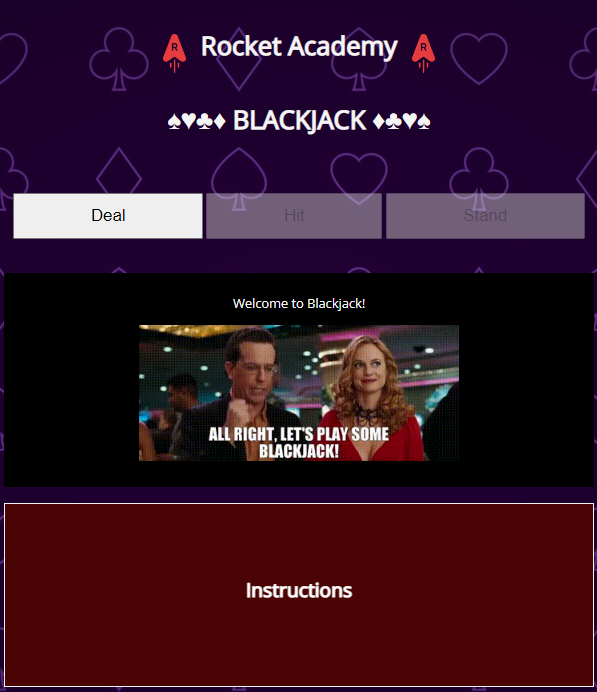 R Rocket Academy R
♠♥♣♦ BLACKJACK ♦♣♥♠
Deal Hit Stand
Welcome to Blackjack!
ALL RIGHT, LET'S PLAY SOME
BLACKJACK!
Instructions